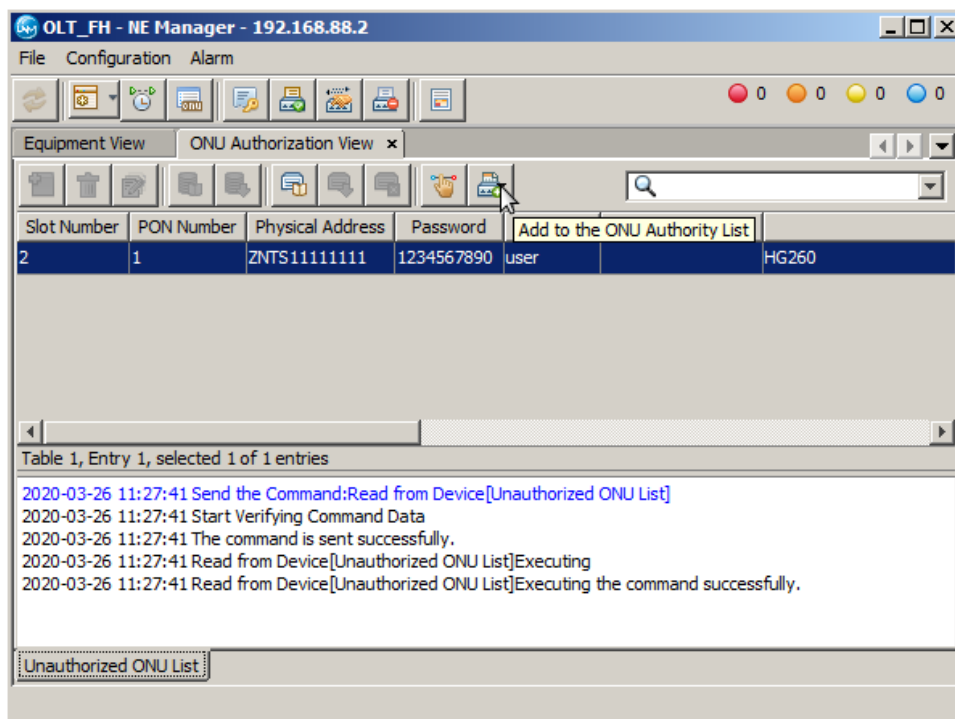 OLT_FH - NE Manager - 192.168.88.2
File Configuration Alarm
0 0 0 0
Equipment View ONU Authorization View
Slot Number PON Number Physical Address Password Add to the ONU Authority List
2 1 ZNTS11111111 1234567890 user HG260
Table 1, Entry 1, selected 1 of 1 entries
2020-03-26 11:27:41 Send the Command:Read from Device[Unauthorized ONU List]
2020-03-26 11:27:41 Start Verifying Command Data
2020-03-26 11:27:41 The command is sent successfully.
2020-03-26 11:27:41 Read from Device[Unauthorized ONU List]Executing
2020-03-26 11:27:41 Read from Device[Unauthorized ONU List]Executing the command successfully.
Unauthorized ONU List